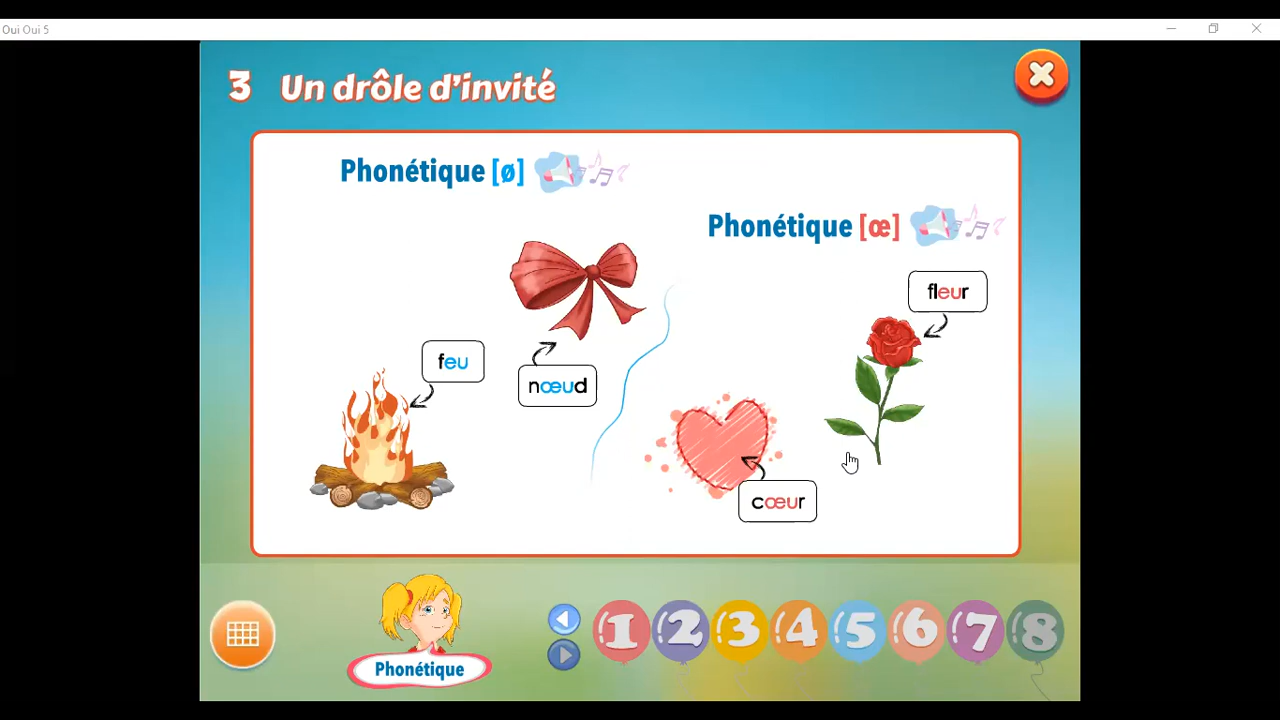 Oui Oui 5
3 Un drôle d'invité
Phonétique [ø]
Phonétique [œ]
fleur
feu
nœud
cœur
Phonétique
1 2 3 4 5 6 7 8